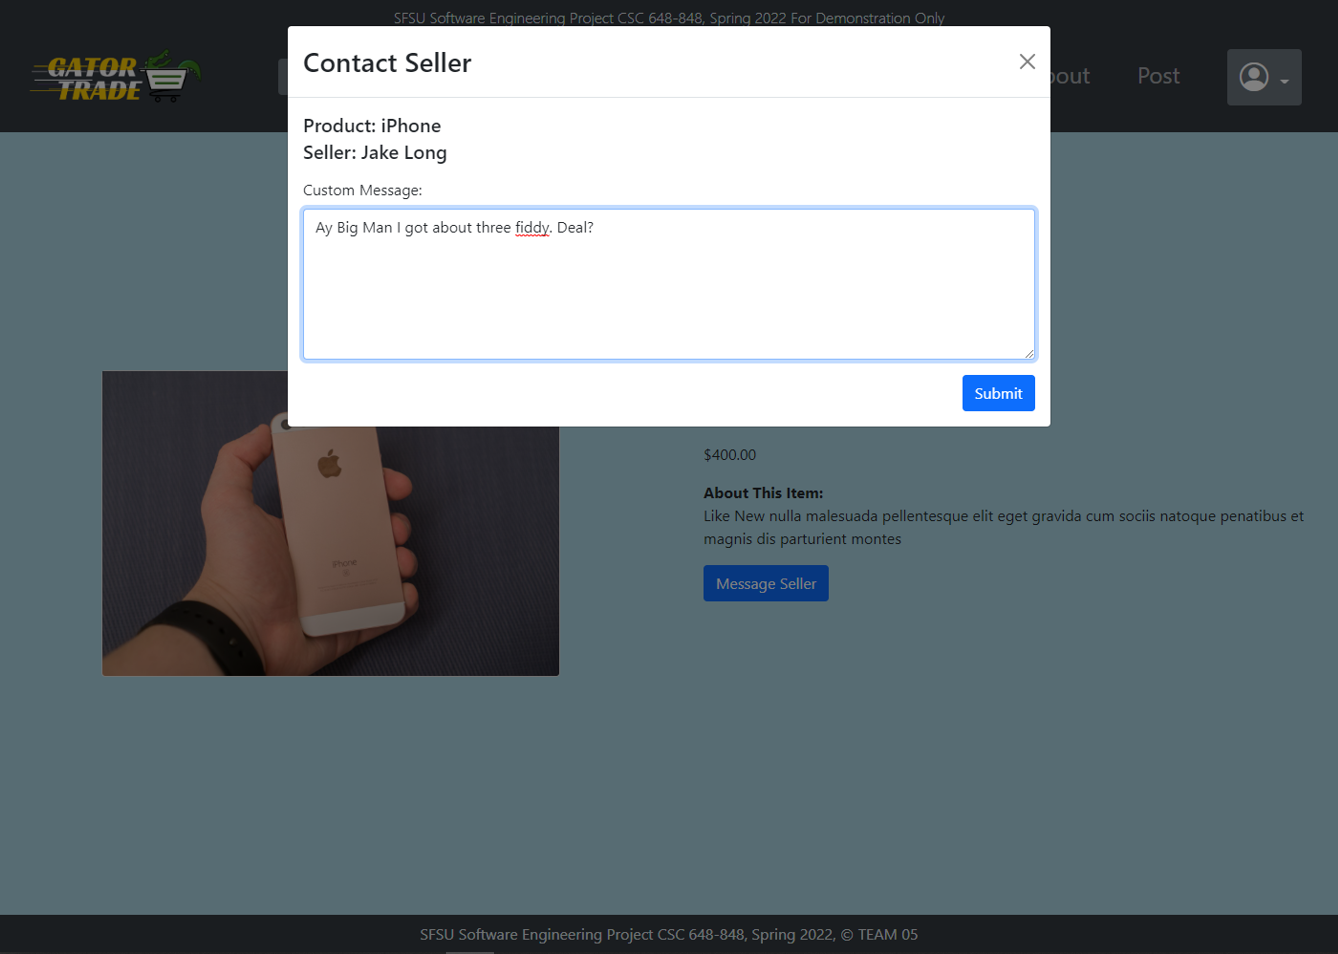 SFSU Software Engineering Project CSC 648-848, Spring 2022 For Demonstration Only
GATOR
TRADE
bout
Post
Contact Seller
Product: iPhone
Seller: Jake Long
Custom Message:
Ay Big Man I got about three fiddy. Deal?
Submit
iPhone
$400.00
About This Item:
Like New nulla malesuada pellentesque elit eget gravida cum sociis natoque penatibus et
magnis dis parturient montes
Message Seller
SFSU Software Engineering Project CSC 648-848, Spring 2022, © TEAM 05